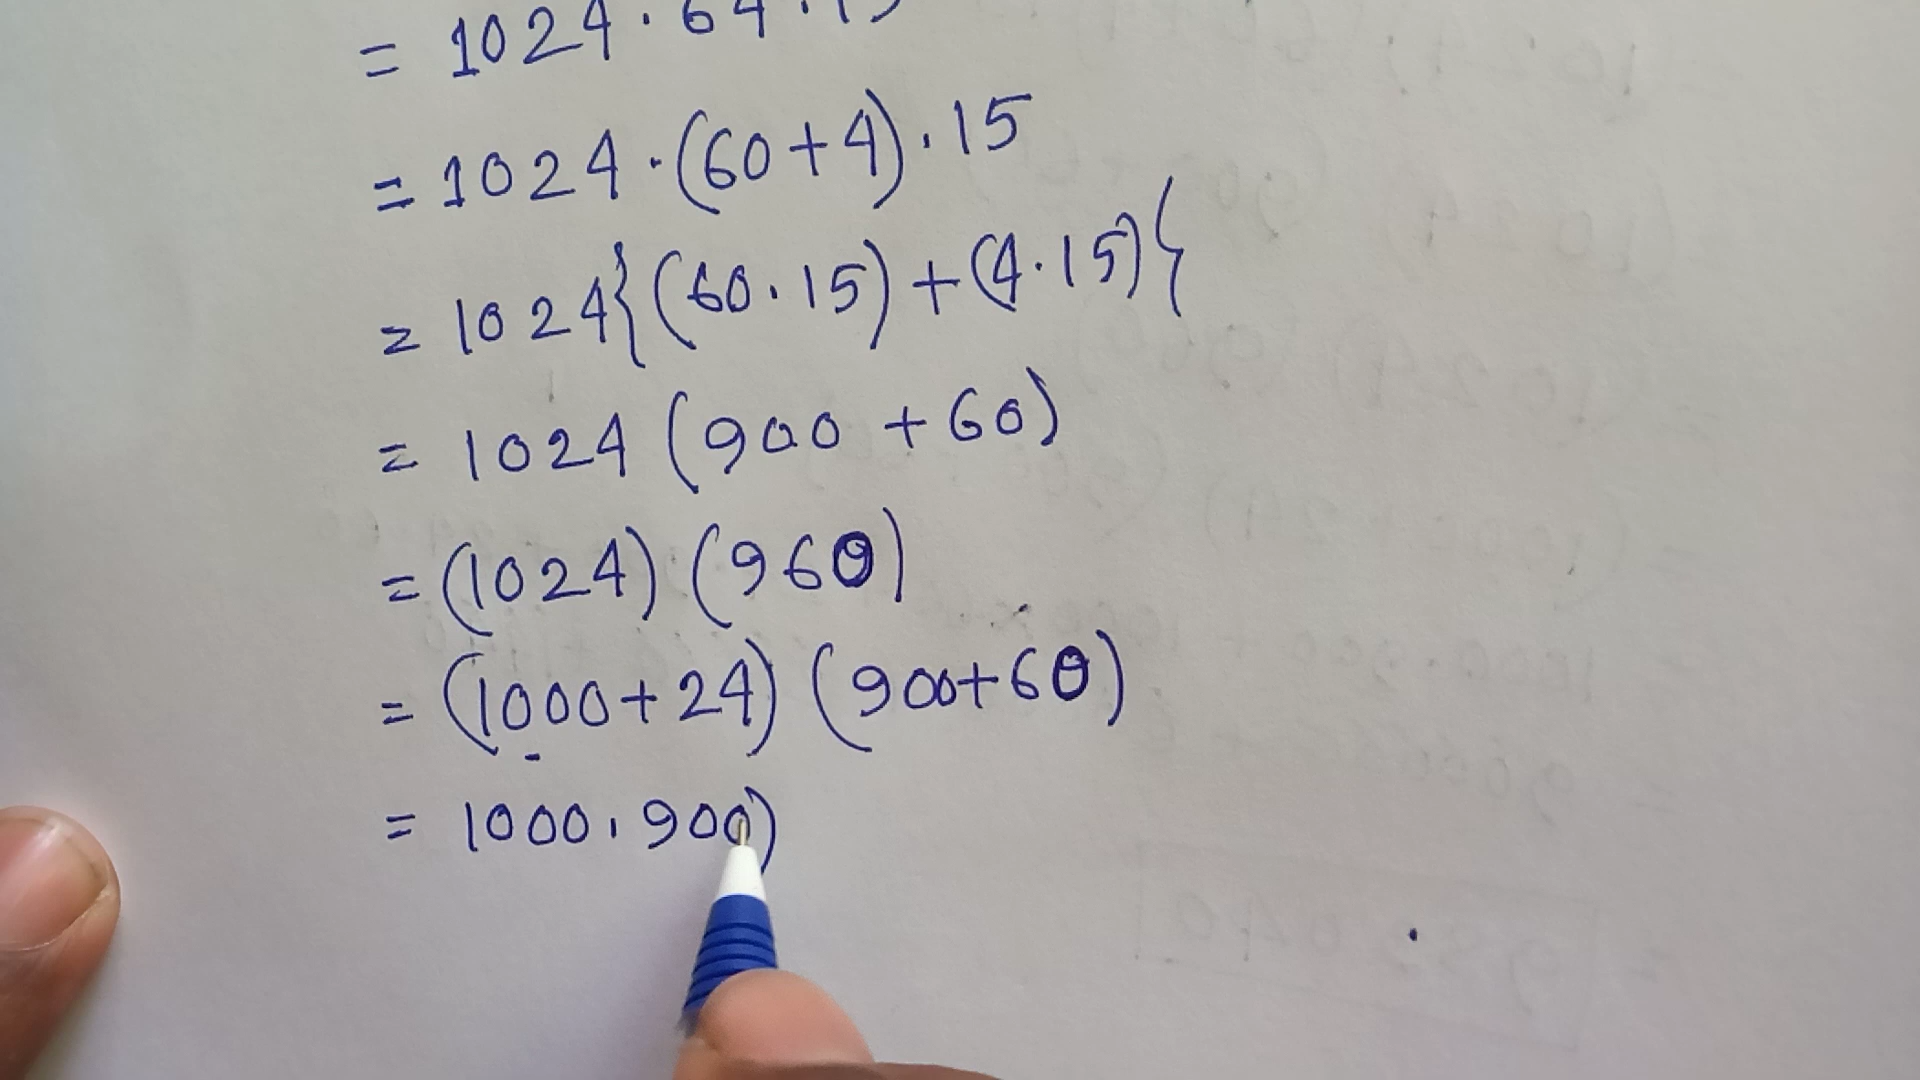 = 1024 · 64 · 15
= 1024 · (60+4) · 15
= 1024{(60 · 15) + (4 · 15){
= 1024 (900 + 60)
= (1024) (960)
= (1000+24) (900+60)
= 1000 · 900)